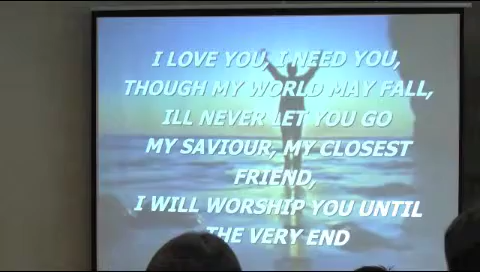 I LOVE YOU, I NEED YOU,
THOUGH MY WORLD MAY FALL,
ILL NEVER LET YOU GO
MY SAVIOUR, MY CLOSEST
FRIEND,
I WILL WORSHIP YOU UNTIL
THE VERY END